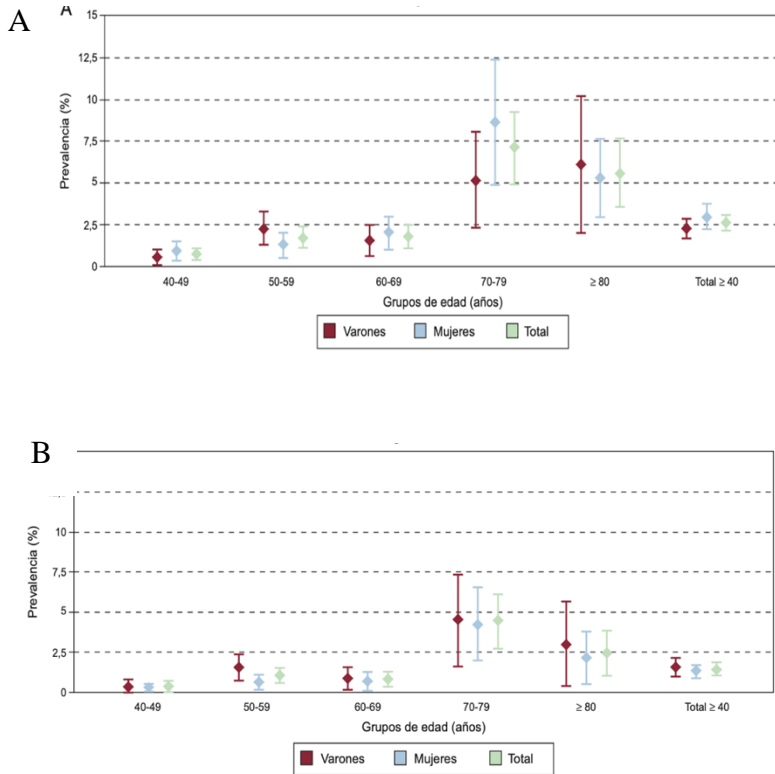 A
A
15
12,5
10
7,5
5
2,5
0
Prevalencia (%)
40-49 50-59 60-69 70-79 ≥ 80 Total ≥ 40
Grupos de edad (años)
Varones Mujeres Total
B
10
7,5
5
2,5
0
Prevalencia (%)
40-49 50-59 60-69 70-79 ≥ 80 Total ≥ 40
Grupos de edad (años)
Varones Mujeres Total